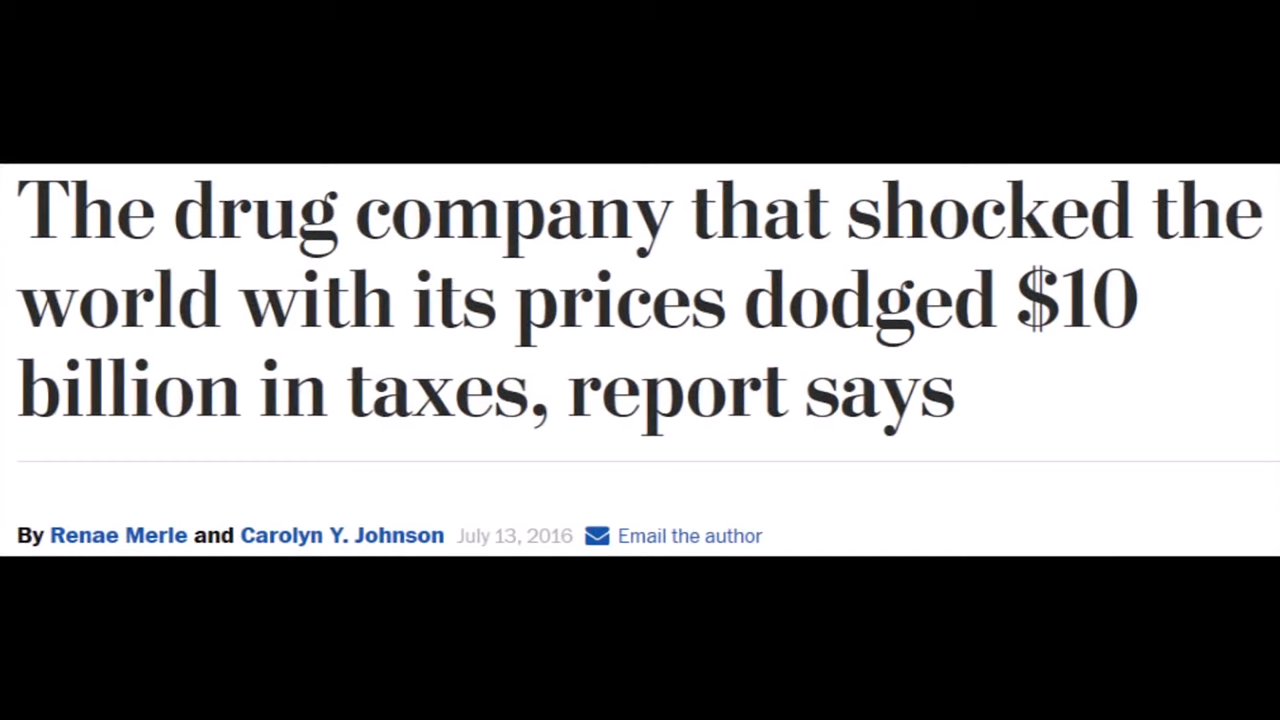 The drug company that shocked the
world with its prices dodged $10
billion in taxes, report says
By Renae Merle and Carolyn Y. Johnson July 13, 2016 Email the author